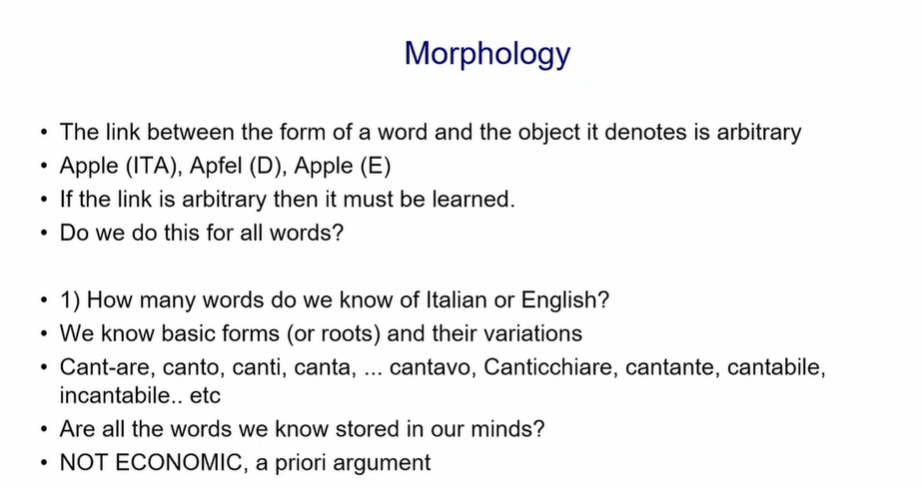 Morphology
• The link between the form of a word and the object it denotes is arbitrary
• Apple (ITA), Apfel (D), Apple (E)
• If the link is arbitrary then it must be learned.
• Do we do this for all words?
• 1) How many words do we know of Italian or English?
• We know basic forms (or roots) and their variations
• Cant-are, canto, canti, canta, ... cantavo, Canticchiare, cantante, cantabile,
incantabile.. etc
• Are all the words we know stored in our minds?
• NOT ECONOMIC, a priori argument